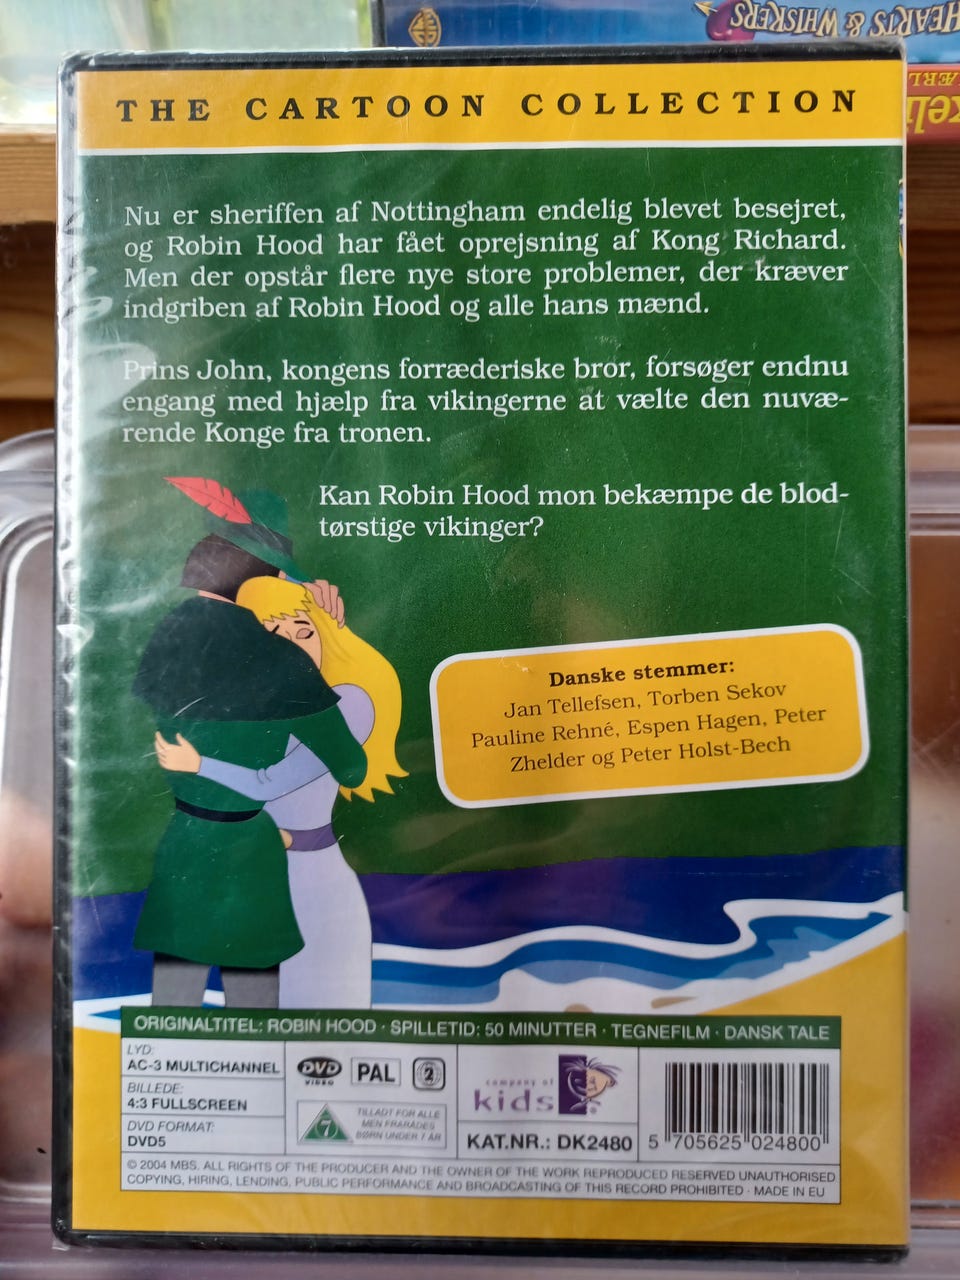 HEARTS & WHISKERS
THE CARTOON COLLECTION
Nu er sheriffen af Nottingham endelig blevet besejret,
og Robin Hood har fået oprejsning af Kong Richard.
Men der opstår flere nye store problemer, der kræver
indgriben af Robin Hood og alle hans mænd.
Prins John, kongens forræderiske bror, forsøger endnu
engang med hjælp fra vikingerne at vælte den nuvæ-
rende Konge fra tronen.
Kan Robin Hood mon bekæmpe de blod-
tørstige vikinger?
Danske stemmer:
Jan Tellefsen, Torben Sekov
Pauline Rehné, Espen Hagen, Peter
Zhelder og Peter Holst-Bech
ORIGINALTITEL: ROBIN HOOD · SPILLETID: 50 MINUTTER · TEGNEFILM · DANSK TALE
LYD:
AC-3 MULTICHANNEL
BILLEDE:
4:3 FULLSCREEN
DVD FORMAT:
DVD5
DVD VIDEO PAL 2
7
TILLADT FOR ALLE
MEN FRARÅDES
BØRN UNDER 7 ÅR
company of
kids
KAT.NR.: DK2480
5 705625 024800
© 2004 MBS. ALL RIGHTS OF THE PRODUCER AND THE OWNER OF THE WORK REPRODUCED RESERVED UNAUTHORISED
COPYING, HIRING, LENDING, PUBLIC PERFORMANCE AND BROADCASTING OF THIS RECORD PROHIBITED · MADE IN EU